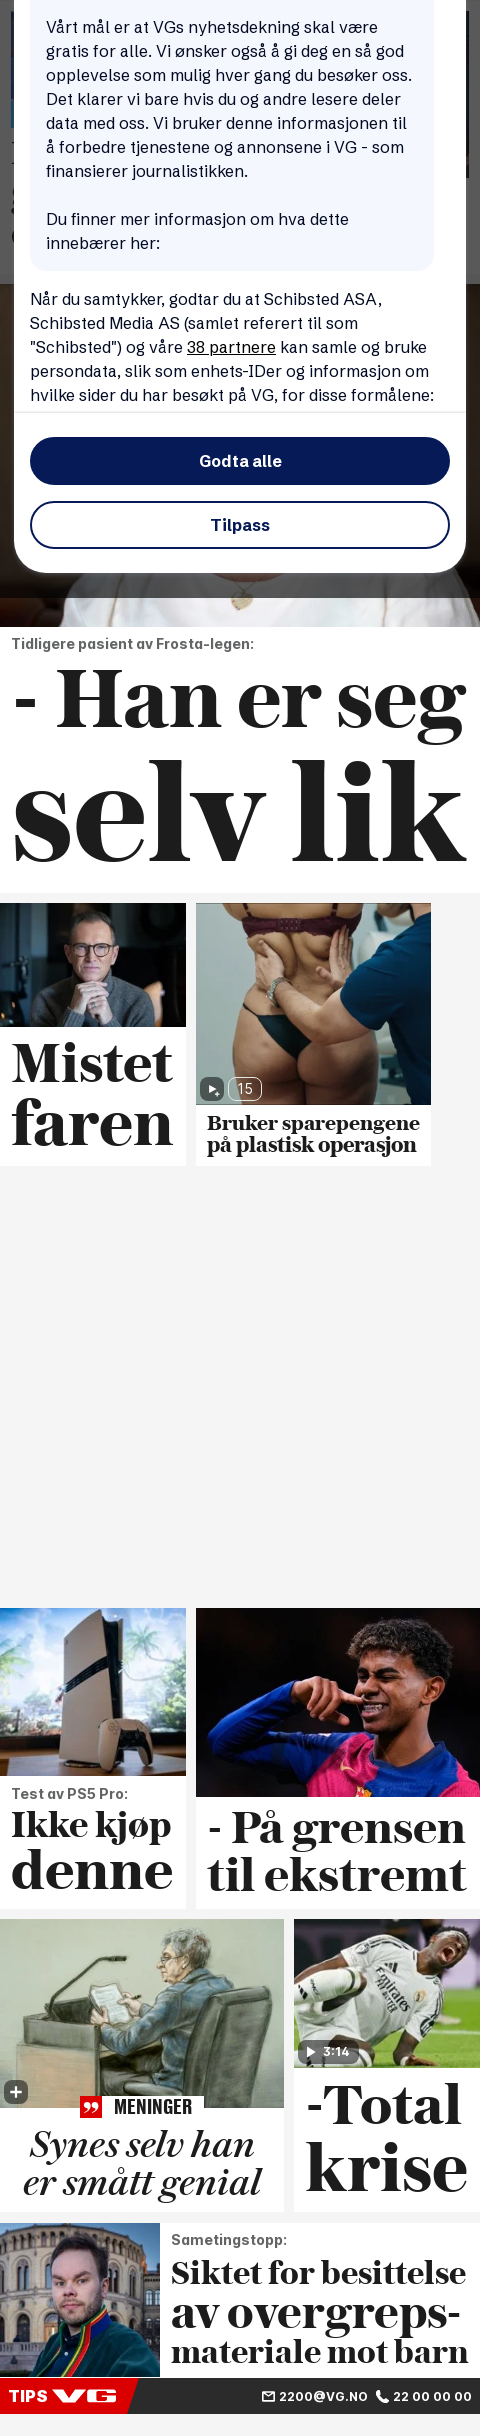 Vårt mål er at VGs nyhetsdekning skal være
gratis for alle. Vi ønsker også å gi deg en så god
opplevelse som mulig hver gang du besøker oss.
Det klarer vi bare hvis du og andre lesere deler
data med oss. Vi bruker denne informasjonen til
å forbedre tjenestene og annonsene i VG - som
finansierer journalistikken.
Du finner mer informasjon om hva dette
innebærer her:
Når du samtykker, godtar du at Schibsted ASA,
Schibsted Media AS (samlet referert til som
"Schibsted") og våre 38 partnere kan samle og bruke
persondata, slik som enhets-IDer og informasjon om
hvilke sider du har besøkt på VG, for disse formålene:
Godta alle
Tilpass
Tidligere pasient av Frosta-legen:
- Han er seg
selv lik
Mistet
faren
15
Bruker sparepengene
på plastisk operasjon
Test av PS5 Pro:
Ikke kjøp
denne
- På grensen
til ekstremt
MENINGER
Synes selv han
er smått genial
Emirates
FLY BETTER
3:14
-Total
krise
Sametingstopp:
Siktet for besittelse
av overgreps-
materiale mot barn
TIPS VG
2200@VG.NO 22 00 00 00